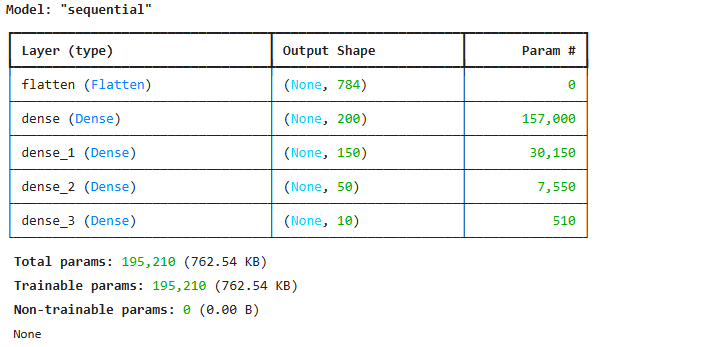 Model: "sequential"
Layer (type) Output Shape Param #
flatten (Flatten) (None, 784) 0
dense (Dense) (None, 200) 157,000
dense_1 (Dense) (None, 150) 30,150
dense_2 (Dense) (None, 50) 7,550
dense_3 (Dense) (None, 10) 510
Total params: 195,210 (762.54 KB)
Trainable params: 195,210 (762.54 KB)
Non-trainable params: 0 (0.00 B)
None